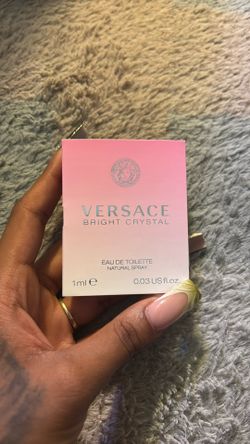 VERSACE
BRIGHT CRYSTAL
EAU DE TOILETTE
NATURAL SPRAY
1ml ℮ 0.03 US fl.oz.